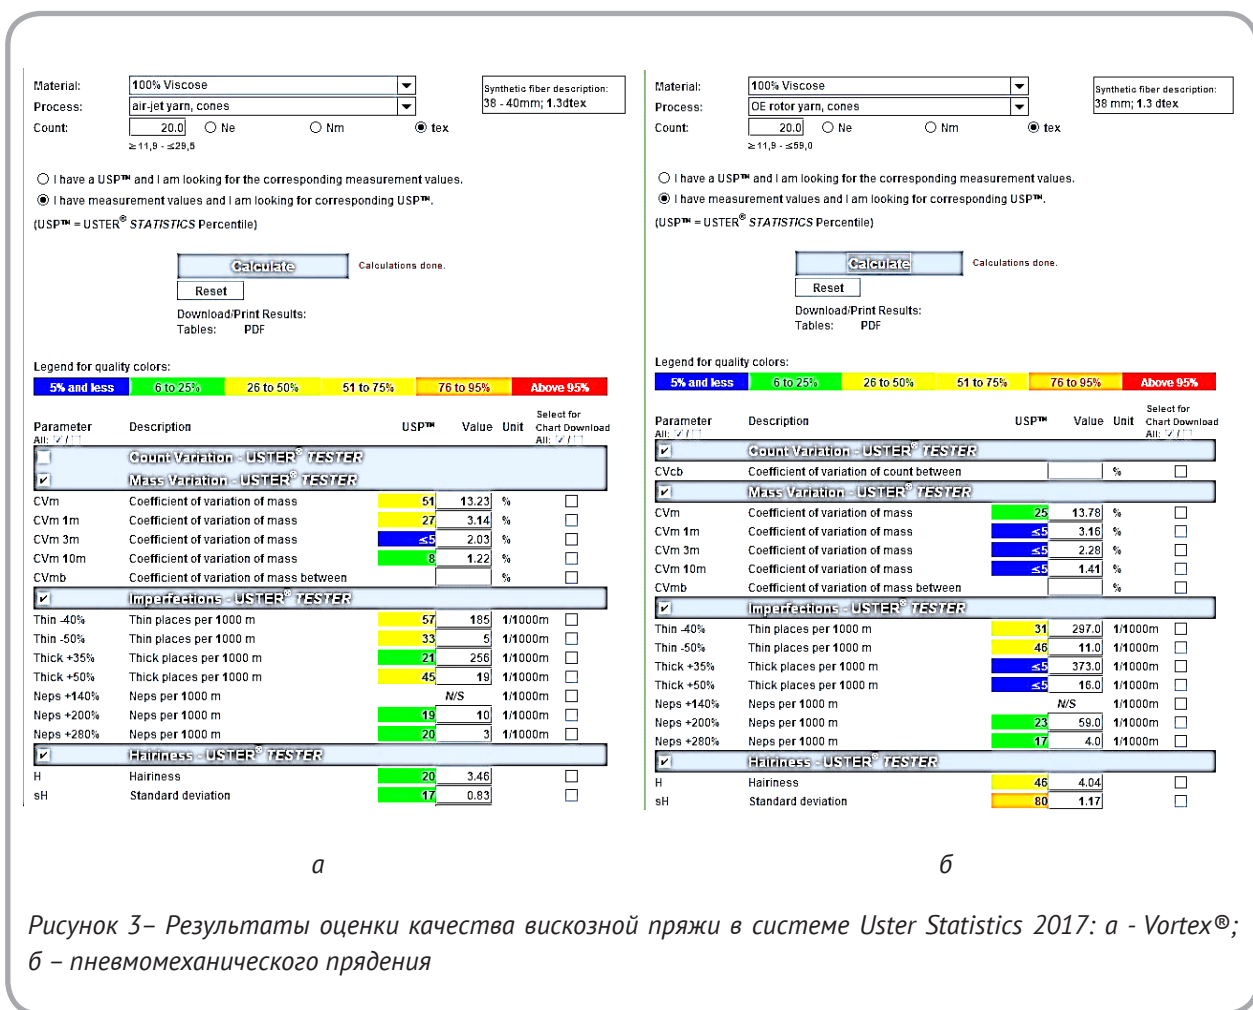 Material: 100% Viscose
Process: air-jet yarn, cones
Count: 20.0 Ne Nm tex
≥ 11,9 - ≤29,5
Synthetic fiber description:
38 - 40mm; 1.3dtex
I have a USP™ and I am looking for the corresponding measurement values.
I have measurement values and I am looking for corresponding USP™.
(USP™ = USTER® STATISTICS Percentile)
Calculate Calculations done.
Reset
Download/Print Results:
Tables: PDF
Legend for quality colors:
5% and less 6 to 25% 26 to 50% 51 to 75% 76 to 95% Above 95%
Parameter Description USP™ Value Unit Select for Chart Download
All: / All: /
Count Variation - USTER® TESTER
Mass Variation - USTER® TESTER
CVm Coefficient of variation of mass 51 13.23 %
CVm 1m Coefficient of variation of mass 27 3.14 %
CVm 3m Coefficient of variation of mass ≤5 2.03 %
CVm 10m Coefficient of variation of mass 8 1.22 %
CVmb Coefficient of variation of mass between %
Imperfections - USTER® TESTER
Thin -40% Thin places per 1000 m 57 185 1/1000m
Thin -50% Thin places per 1000 m 33 5 1/1000m
Thick +35% Thick places per 1000 m 21 256 1/1000m
Thick +50% Thick places per 1000 m 45 19 1/1000m
Neps +140% Neps per 1000 m N/S 1/1000m
Neps +200% Neps per 1000 m 19 10 1/1000m
Neps +280% Neps per 1000 m 20 3 1/1000m
Hairiness - USTER® TESTER
H Hairiness 20 3.46
sH Standard deviation 17 0.83
а
Material: 100% Viscose
Process: OE rotor yarn, cones
Count: 20.0 Ne Nm tex
≥ 11,9 - ≤59,0
Synthetic fiber description:
38 mm; 1.3 dtex
I have a USP™ and I am looking for the corresponding measurement values.
I have measurement values and I am looking for corresponding USP™.
(USP™ = USTER® STATISTICS Percentile)
Calculate Calculations done.
Reset
Download/Print Results:
Tables: PDF
Legend for quality colors:
5% and less 6 to 25% 26 to 50% 51 to 75% 76 to 95% Above 95%
Parameter Description USP™ Value Unit Select for Chart Download
All: / All: /
Count Variation - USTER® TESTER
CVcb Coefficient of variation of count between %
Mass Variation - USTER® TESTER
CVm Coefficient of variation of mass 25 13.78 %
CVm 1m Coefficient of variation of mass ≤5 3.16 %
CVm 3m Coefficient of variation of mass ≤5 2.28 %
CVm 10m Coefficient of variation of mass ≤5 1.41 %
CVmb Coefficient of variation of mass between %
Imperfections - USTER® TESTER
Thin -40% Thin places per 1000 m 31 297.0 1/1000m
Thin -50% Thin places per 1000 m 46 11.0 1/1000m
Thick +35% Thick places per 1000 m ≤5 373.0 1/1000m
Thick +50% Thick places per 1000 m ≤5 16.0 1/1000m
Neps +140% Neps per 1000 m N/S 1/1000m
Neps +200% Neps per 1000 m 23 59.0 1/1000m
Neps +280% Neps per 1000 m 17 4.0 1/1000m
Hairiness - USTER® TESTER
H Hairiness 46 4.04
sH Standard deviation 80 1.17
б
Рисунок 3– Результаты оценки качества вискозной пряжи в системе Uster Statistics 2017: а - Vortex®;
б – пневмомеханического прядения